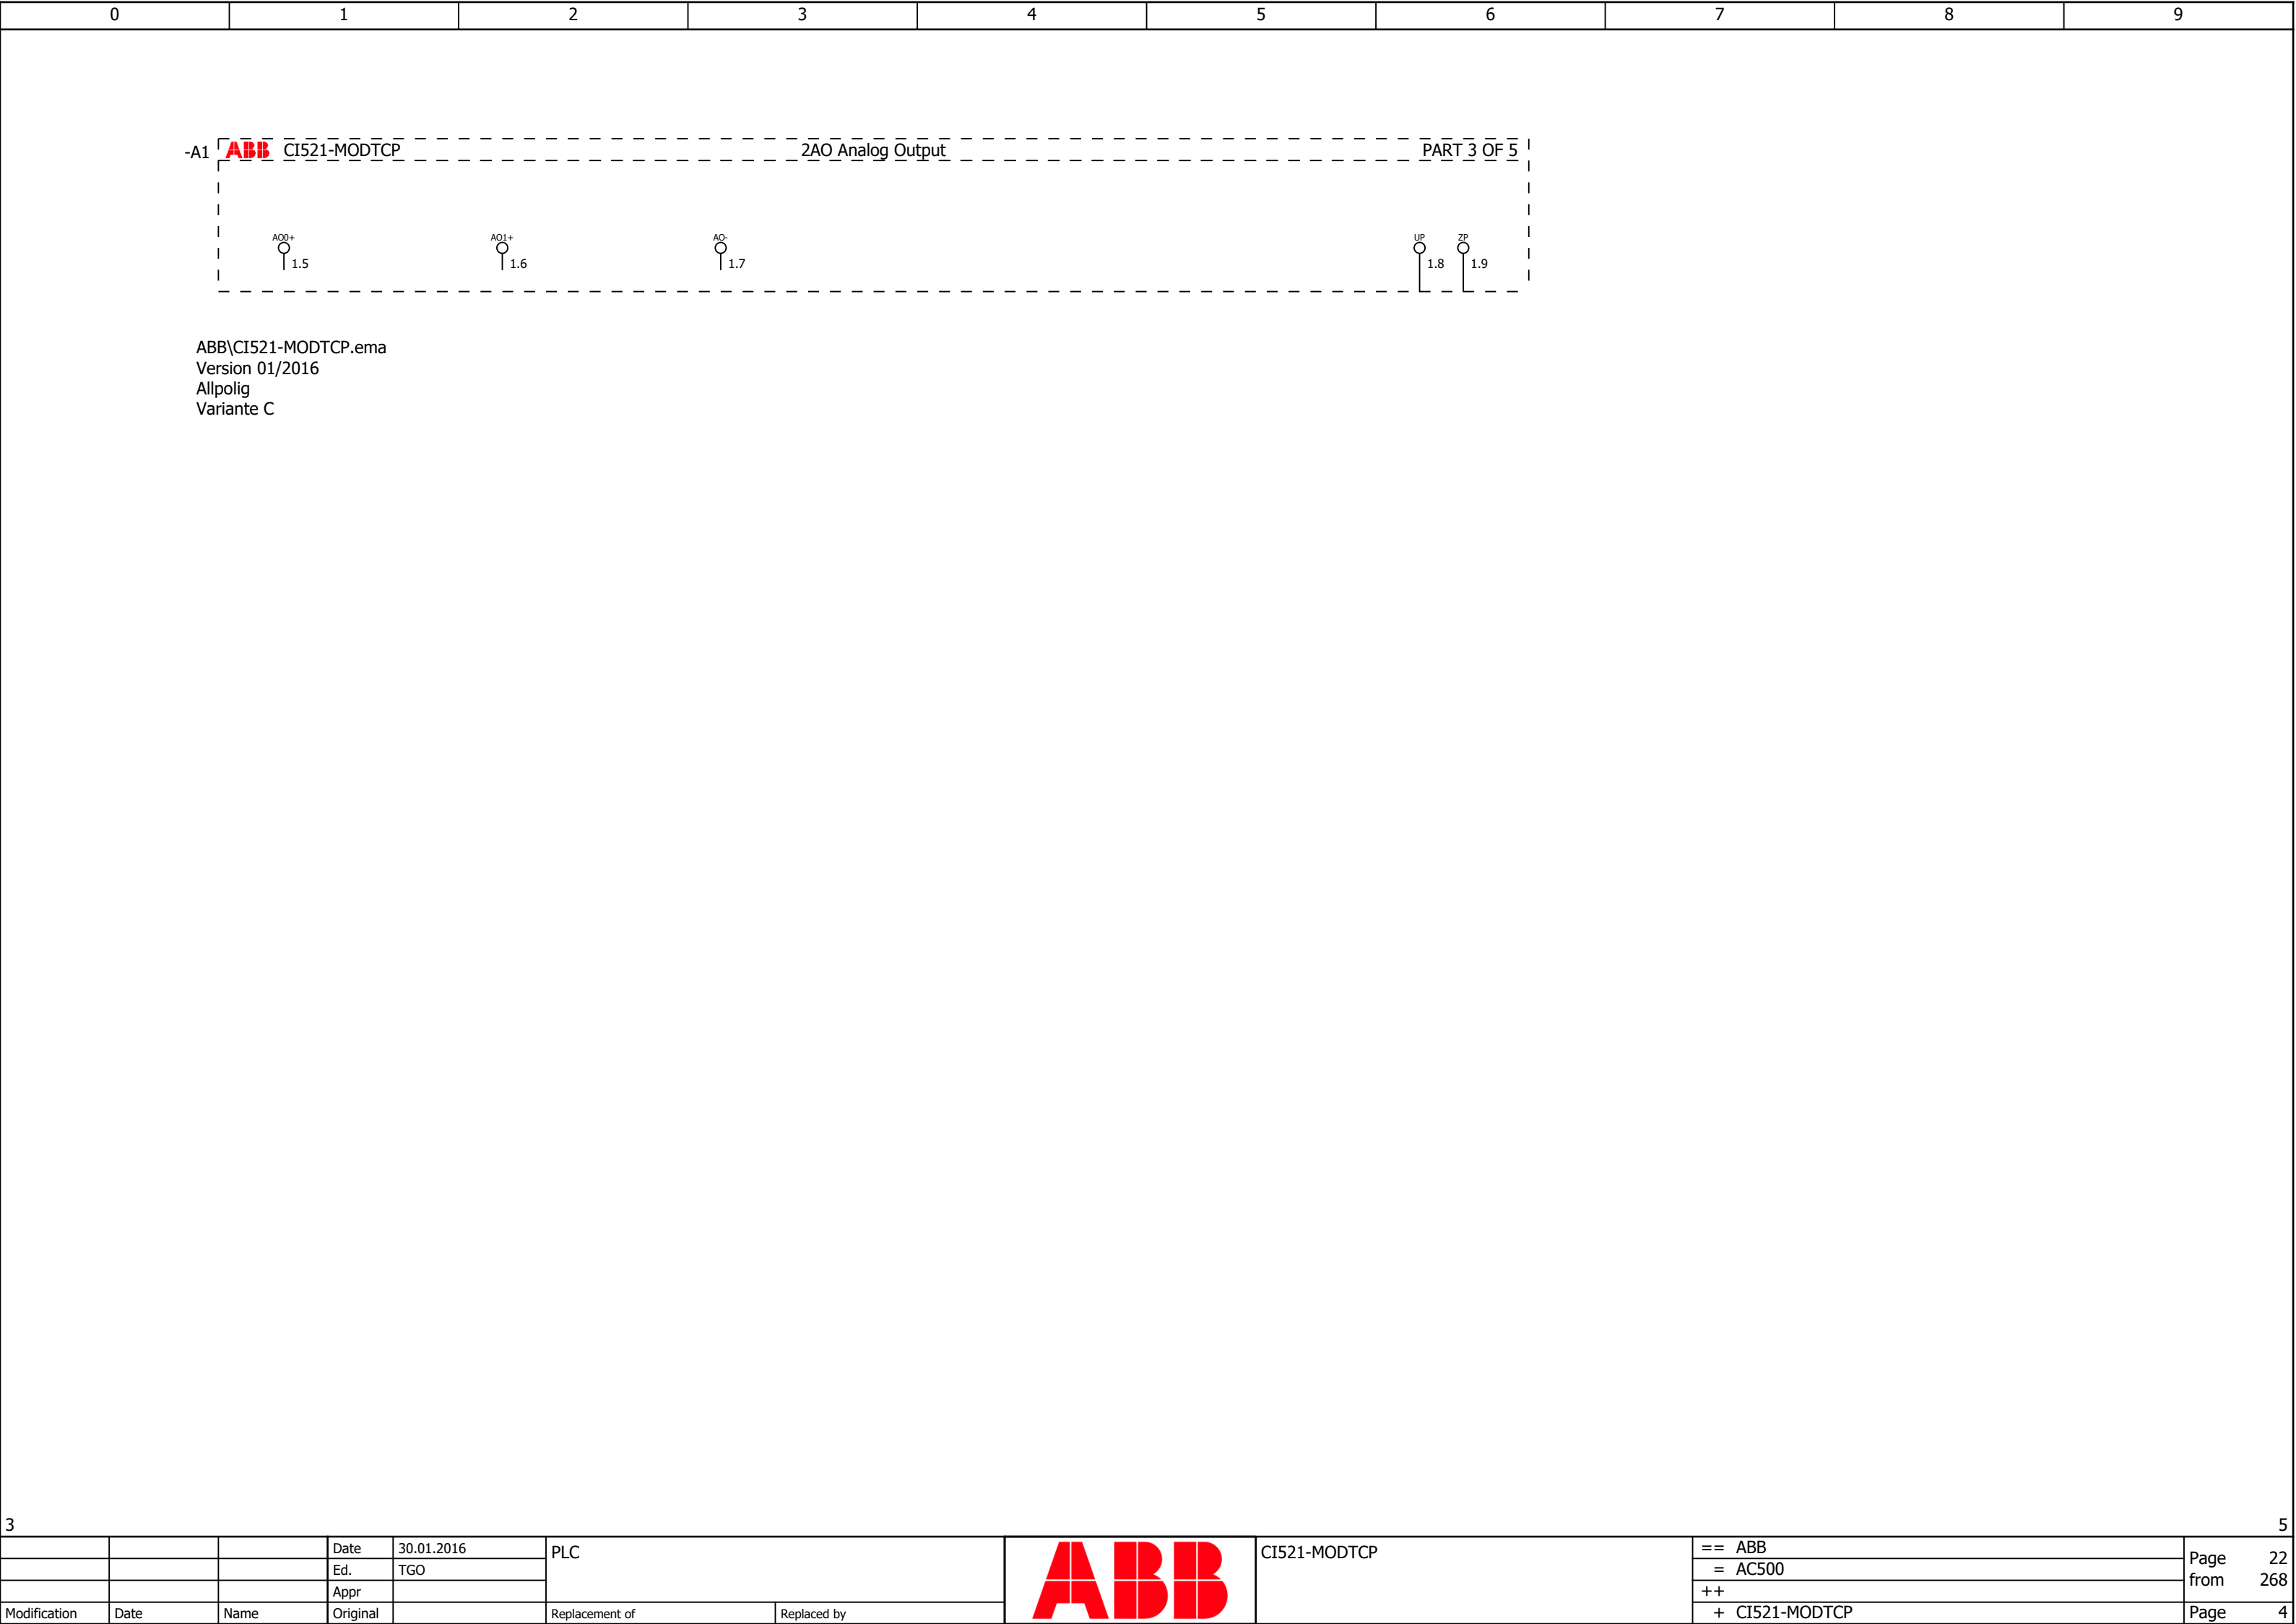 0 1 2 3 4 5 6 7 8 9
-A1 ABB CI521-MODTCP 2AO Analog Output PART 3 OF 5
AO0+ AO1+ AO- UP ZP
1.5 1.6 1.7 1.8 1.9
ABB\CI521-MODTCP.ema
Version 01/2016
Allpolig
Variante C
3 5
Date 30.01.2016 PLC ABB CI521-MODTCP == ABB Page 22
Ed. TGO = AC500 from 268
Appr ++
Modification Date Name Original Replacement of Replaced by + CI521-MODTCP Page 4